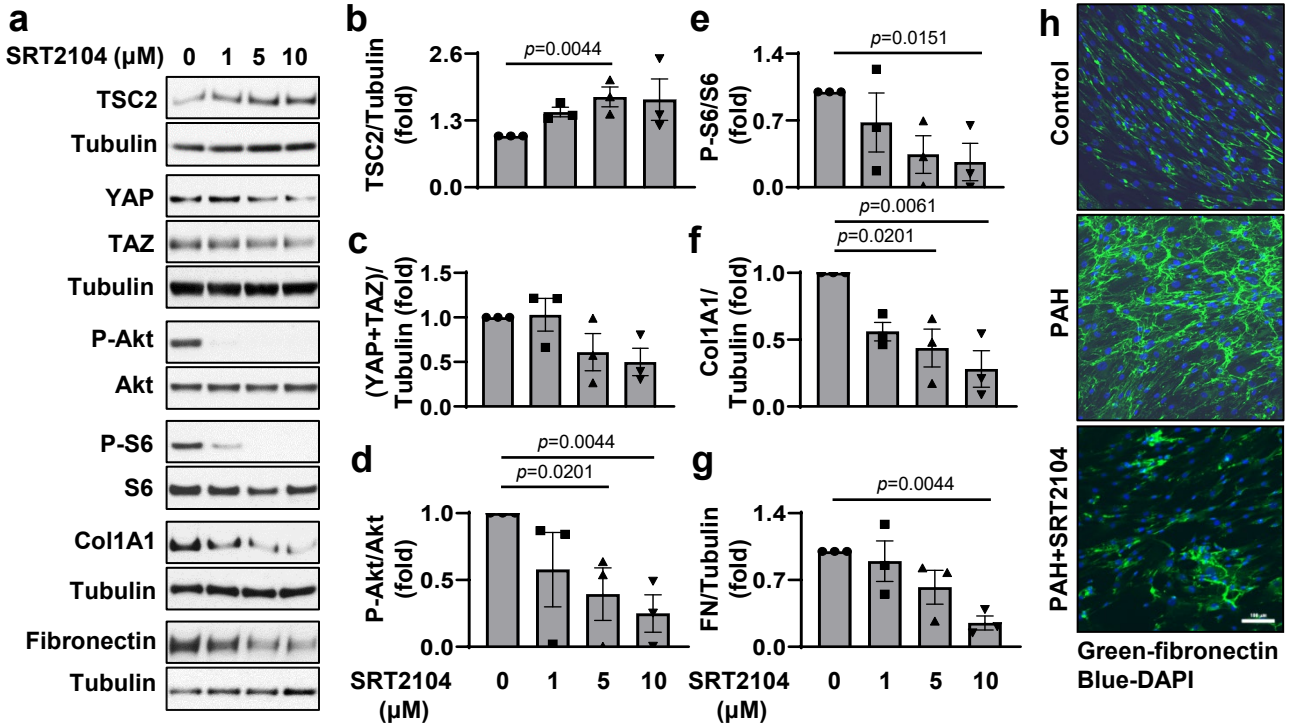 a
SRT2104 (µM) 0 1 5 10
TSC2
Tubulin
YAP
TAZ
Tubulin
P-Akt
Akt
P-S6
S6
Col1A1
Tubulin
Fibronectin
Tubulin
b
TSC2/Tubulin
(fold)
2.6
1.3
0.0
p=0.0044
c
(YAP+TAZ)/
Tubulin (fold)
1.5
1.0
0.5
0.0
d
P-Akt/Akt
(fold)
1.0
0.5
0.0
p=0.0044
p=0.0201
SRT2104
(µM)
0 1 5 10
e
P-S6/S6
(fold)
1.4
0.7
0.0
p=0.0151
f
Col1A1/
Tubulin (fold)
1.0
0.5
0.0
p=0.0061
p=0.0201
g
FN/Tubulin
(fold)
1.4
0.7
0.0
p=0.0044
SRT2104
(µM)
0 1 5 10
h
Control
PAH
PAH+SRT2104
Green-fibronectin
Blue-DAPI